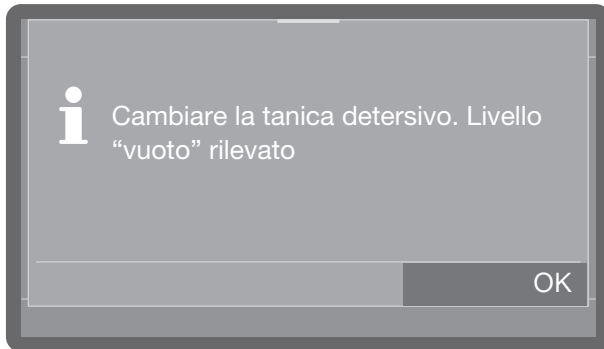 Cambiare la tanica detersivo. Livello
“vuoto” rilevato
OK